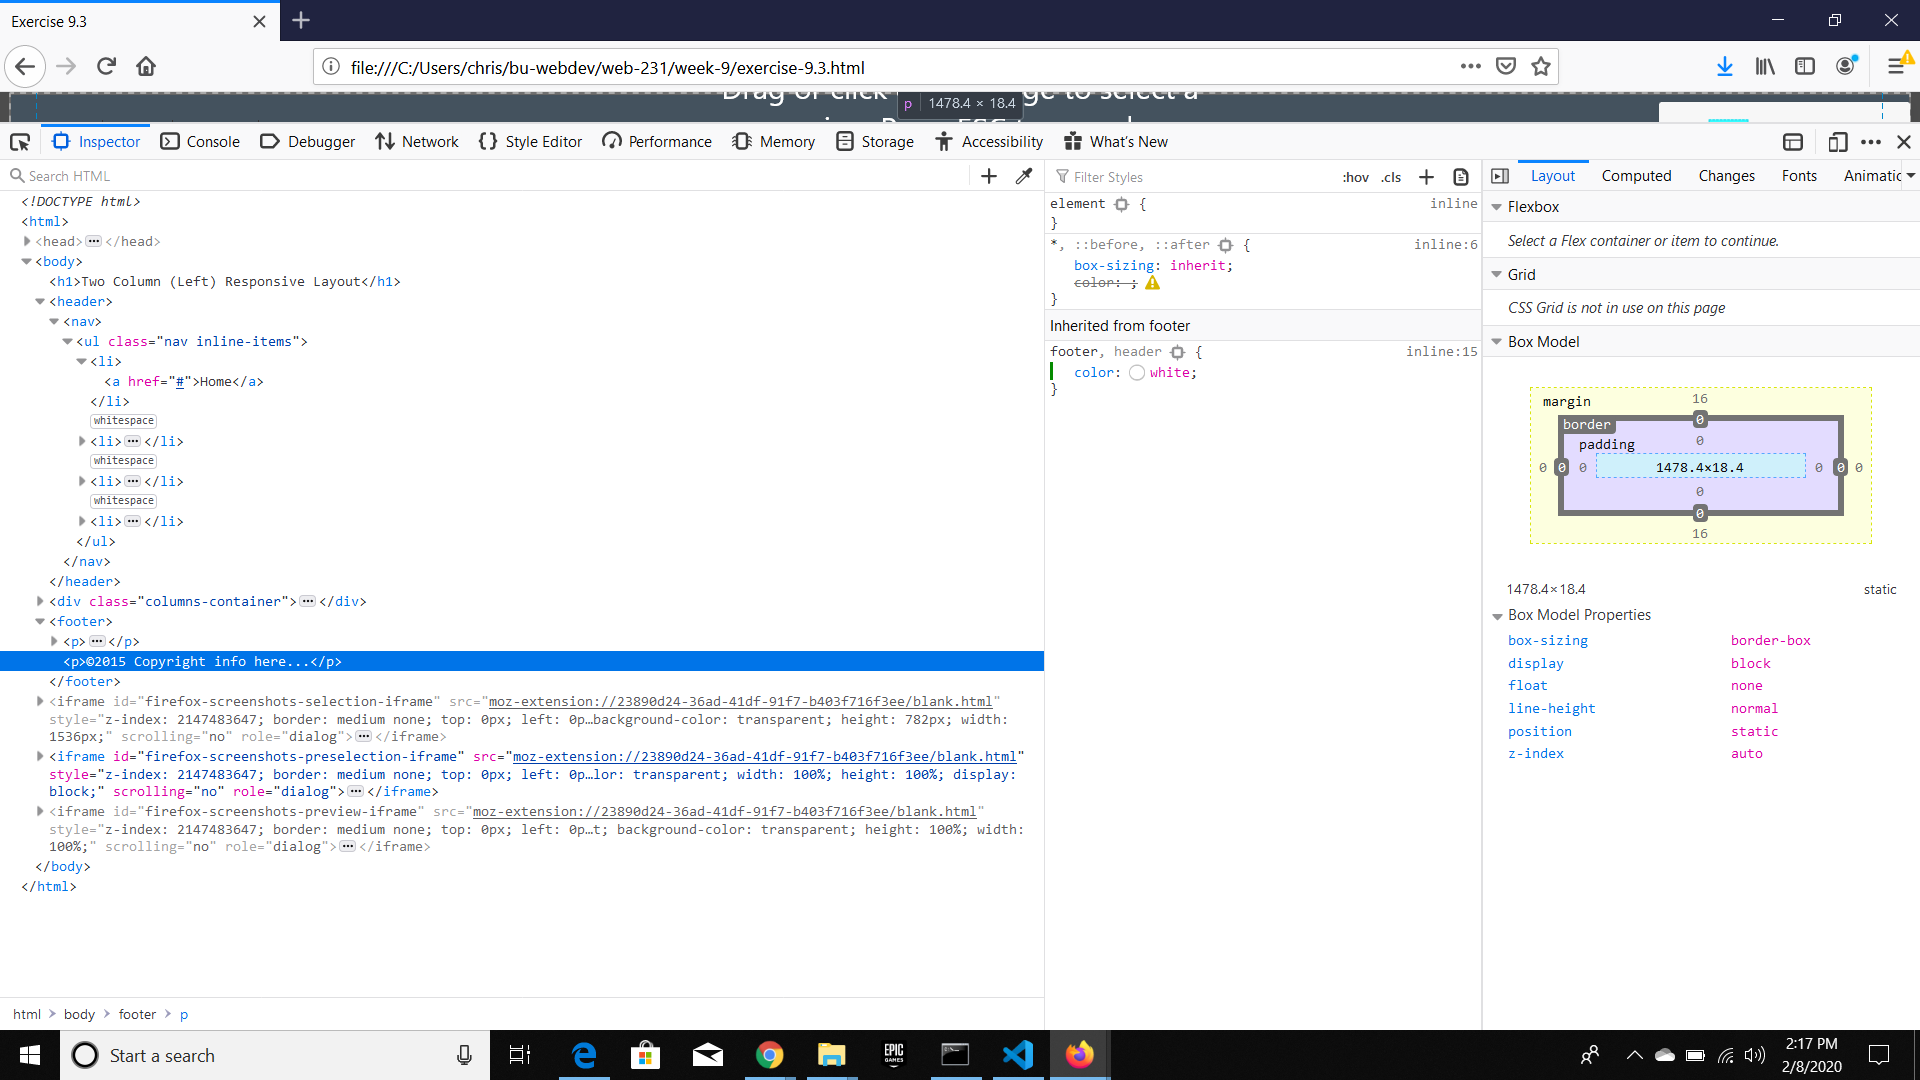 Exercise 9.3
file:///C:/Users/chris/bu-webdev/web-231/week-9/exercise-9.3.html
Drag or click
ge to select a
p 1478.4 × 18.4
Inspector Console Debugger Network Style Editor Performance Memory Storage Accessibility What's New
Search HTML
<!DOCTYPE html>
<html>
<head>…</head>
<body>
<h1>Two Column (Left) Responsive Layout</h1>
<header>
<nav>
<ul class="nav inline-items">
<li>
<a href="#">Home</a>
</li>
whitespace
<li>…</li>
whitespace
<li>…</li>
whitespace
<li>…</li>
</ul>
</nav>
</header>
<div class="columns-container">…</div>
<footer>
<p>…</p>
<p>©2015 Copyright info here...</p>
</footer>
<iframe id="firefox-screenshots-selection-iframe" src="moz-extension://23890d24-36ad-41df-91f7-b403f716f3ee/blank.html"
style="z-index: 2147483647; border: medium none; top: 0px; left: 0p…background-color: transparent; height: 782px; width:
1536px;" scrolling="no" role="dialog">…</iframe>
<iframe id="firefox-screenshots-preselection-iframe" src="moz-extension://23890d24-36ad-41df-91f7-b403f716f3ee/blank.html"
style="z-index: 2147483647; border: medium none; top: 0px; left: 0p…lor: transparent; width: 100%; height: 100%; display:
block;" scrolling="no" role="dialog">…</iframe>
<iframe id="firefox-screenshots-preview-iframe" src="moz-extension://23890d24-36ad-41df-91f7-b403f716f3ee/blank.html"
style="z-index: 2147483647; border: medium none; top: 0px; left: 0p…t; background-color: transparent; height: 100%; width:
100%;" scrolling="no" role="dialog">…</iframe>
</body>
</html>
html > body > footer > p
Filter Styles :hov .cls
element { inline
}
*, ::before, ::after { inline:6
box-sizing: inherit;
color: ;
}
Inherited from footer
footer, header { inline:15
color: white;
}
Layout Computed Changes Fonts Animatic
Flexbox
Select a Flex container or item to continue.
Grid
CSS Grid is not in use on this page
Box Model
margin 16
border 0
padding 0
0 0 0 1478.4×18.4 0 0 0
0
0
16
1478.4×18.4 static
Box Model Properties
box-sizing border-box
display block
float none
line-height normal
position static
z-index auto
Start a search
EPIC
GAMES
2:17 PM
2/8/2020